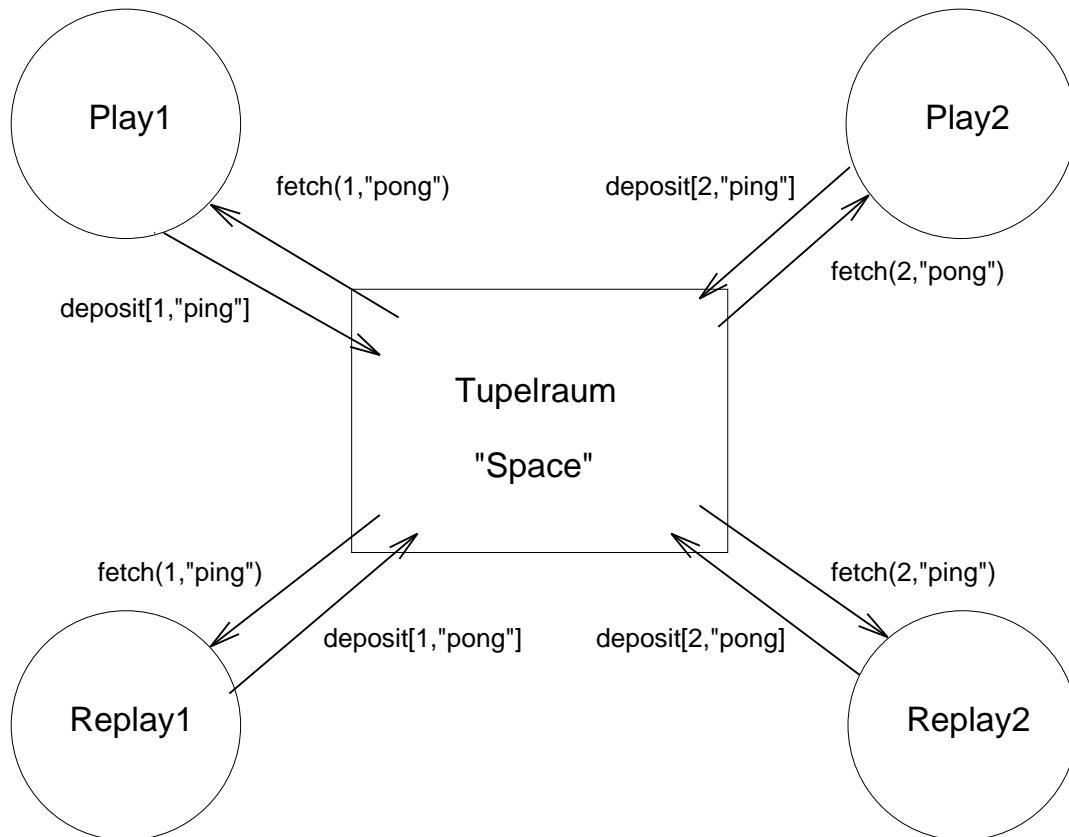 Play1
Play2
fetch(1,"pong")
deposit[2,"ping"]
fetch(2,"pong")
deposit[1,"ping"]
Tupelraum
"Space"
fetch(1,"ping")
fetch(2,"ping")
deposit[1,"pong"]
deposit[2,"pong]
Replay1
Replay2